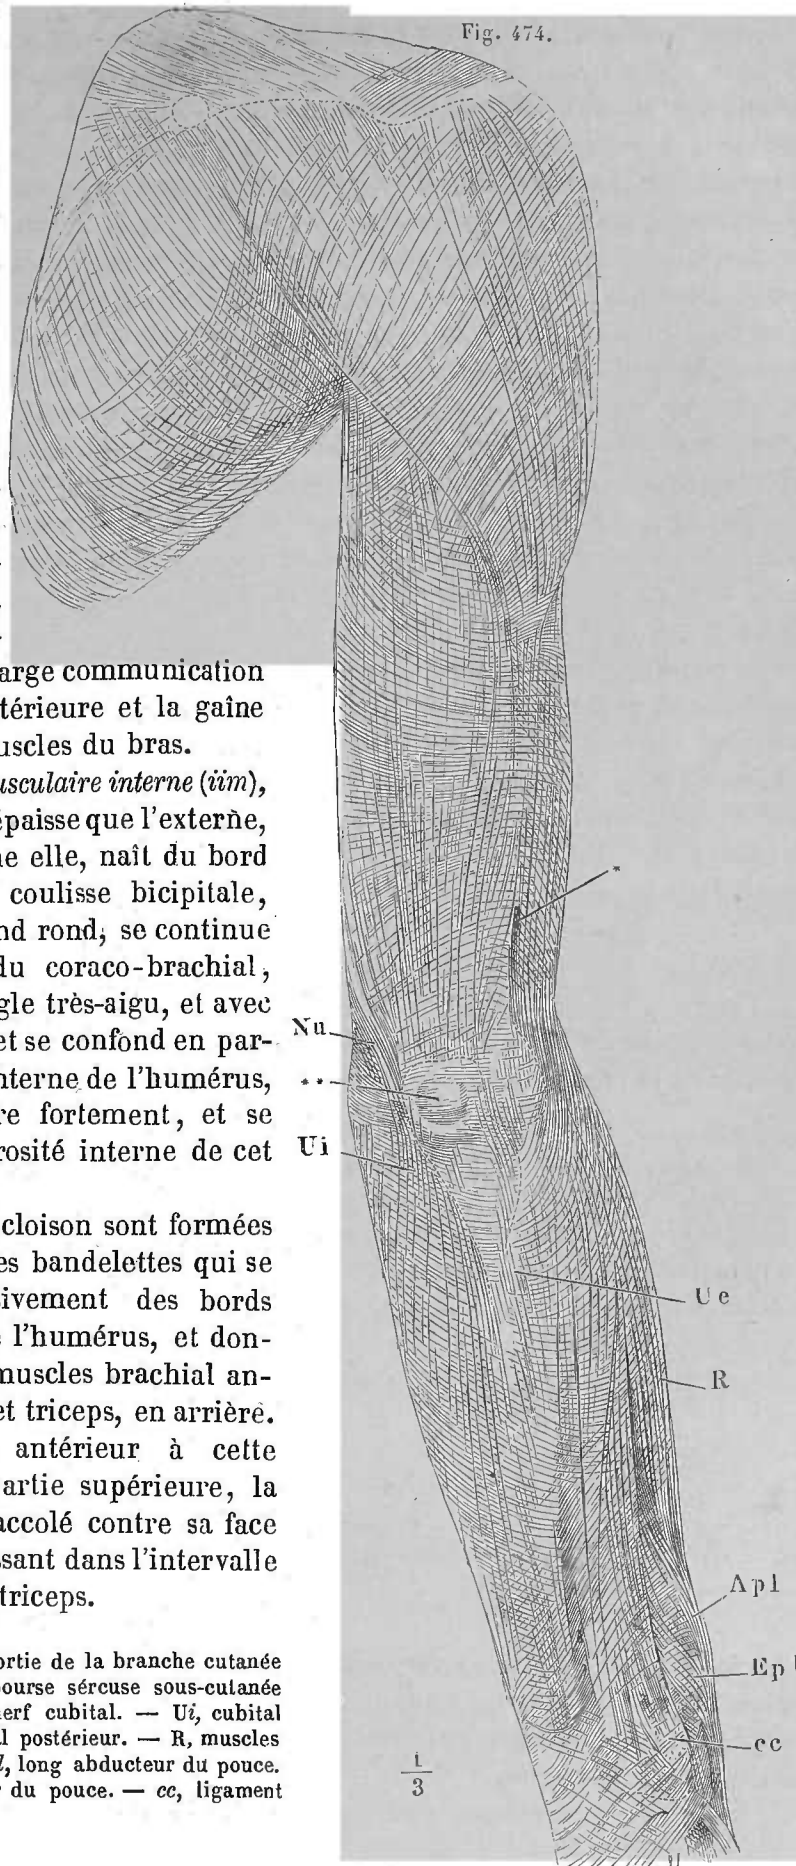 Fig. 474.
arge communication
térieure et la gaîne
uscles du bras.
usculaire interne (iim),
épaisse que l'externe,
ne elle, naît du bord
coulisse bicipitale,
nd rond, se continue
du coraco-brachial,
gle très-aigu, et avec
et se confond en par-
nterne de l'humérus,
re fortement, et se
rosité interne de cet
cloison sont formées
es bandelettes qui se
sivement des bords
l'humérus, et don-
muscles brachial an-
et triceps, en arrière.
antérieur à cette
artie supérieure, la
accolé contre sa face
ssant dans l'intervalle
triceps.
ortie de la branche cutanée
bourse séreuse sous-cutanée
nerf cubital. — Ui, cubital
l postérieur. — R, muscles
l, long abducteur du pouce.
du pouce. — cc, ligament
*
Nu
**
Ui
Ue
R
Apl
Ep
cc
1
3